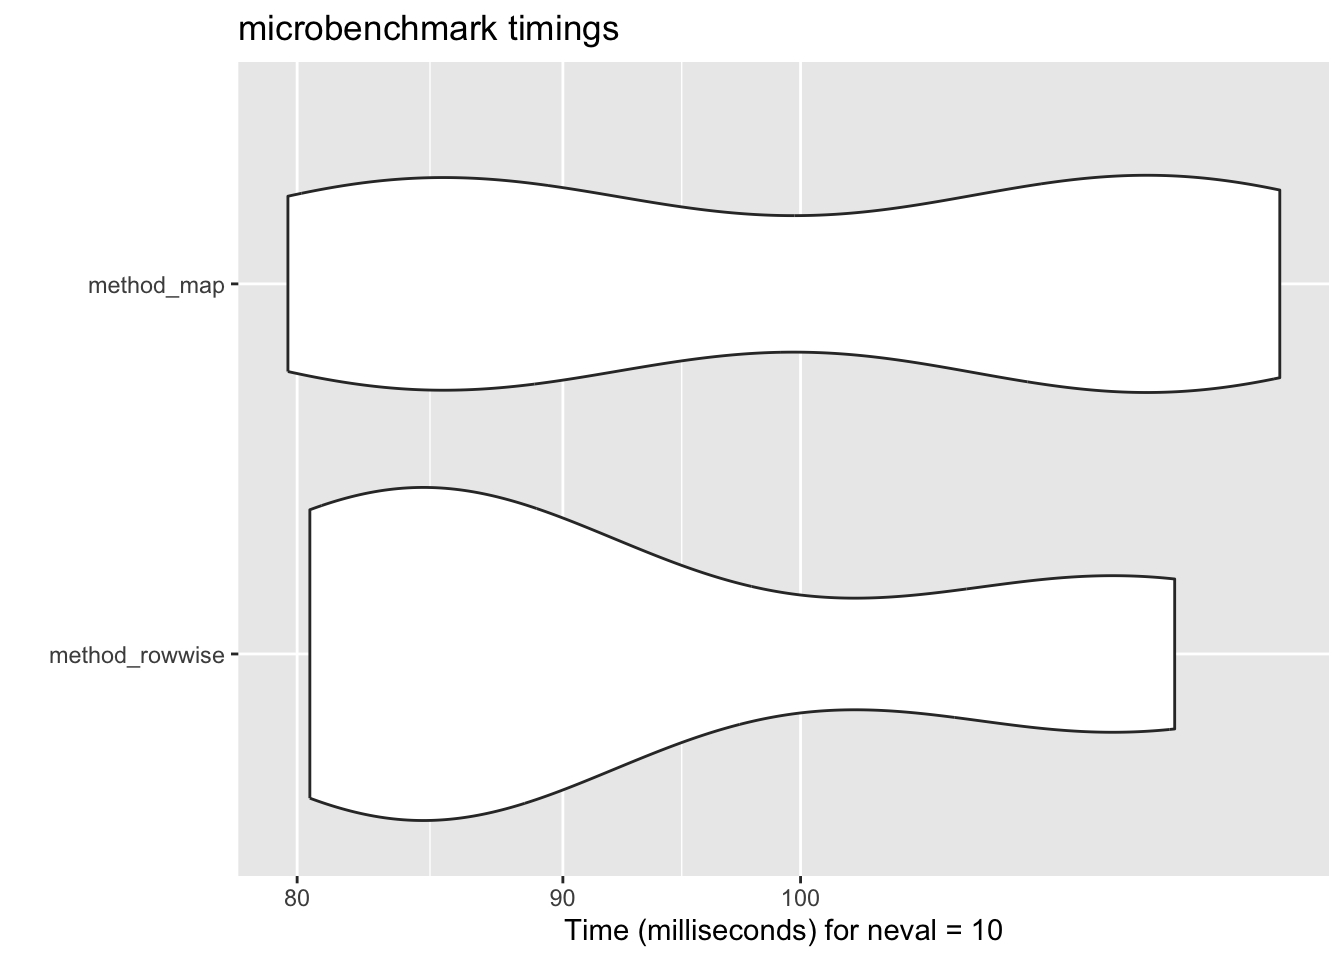 microbenchmark timings
method_map
method_rowwise
80 90 100
Time (milliseconds) for neval = 10